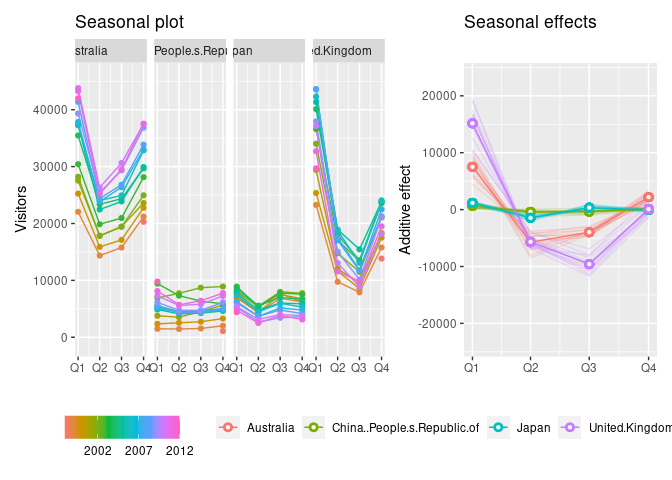 Seasonal plot
Seasonal effects
stralia
People.s.Repu
pan
ed.Kingdom
Visitors
40000
30000
20000
10000
0
Q1 Q2 Q3 Q4 Q1 Q2 Q3 Q4 Q1 Q2 Q3 Q4 Q1 Q2 Q3 Q4
Additive effect
20000
10000
0
-10000
-20000
Q1 Q2 Q3 Q4
2002 2007 2012
Australia
China..People.s.Republic.of
Japan
United.Kingdom